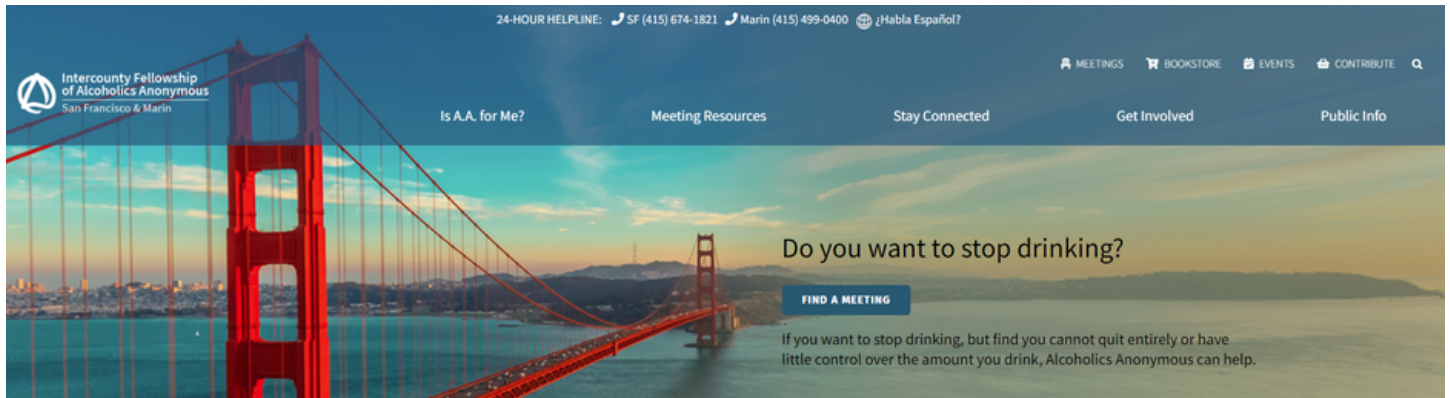 24-HOUR HELPLINE: SF (415) 674-1821 Marin (415) 499-0400 ¿Habla Español?
MEETINGS BOOKSTORE EVENTS CONTRIBUTE
Intercounty Fellowship
of Alcoholics Anonymous
San Francisco & Marin
Is A.A. for Me? Meeting Resources Stay Connected Get Involved Public Info
Do you want to stop drinking?
FIND A MEETING
If you want to stop drinking, but find you cannot quit entirely or have
little control over the amount you drink, Alcoholics Anonymous can help.